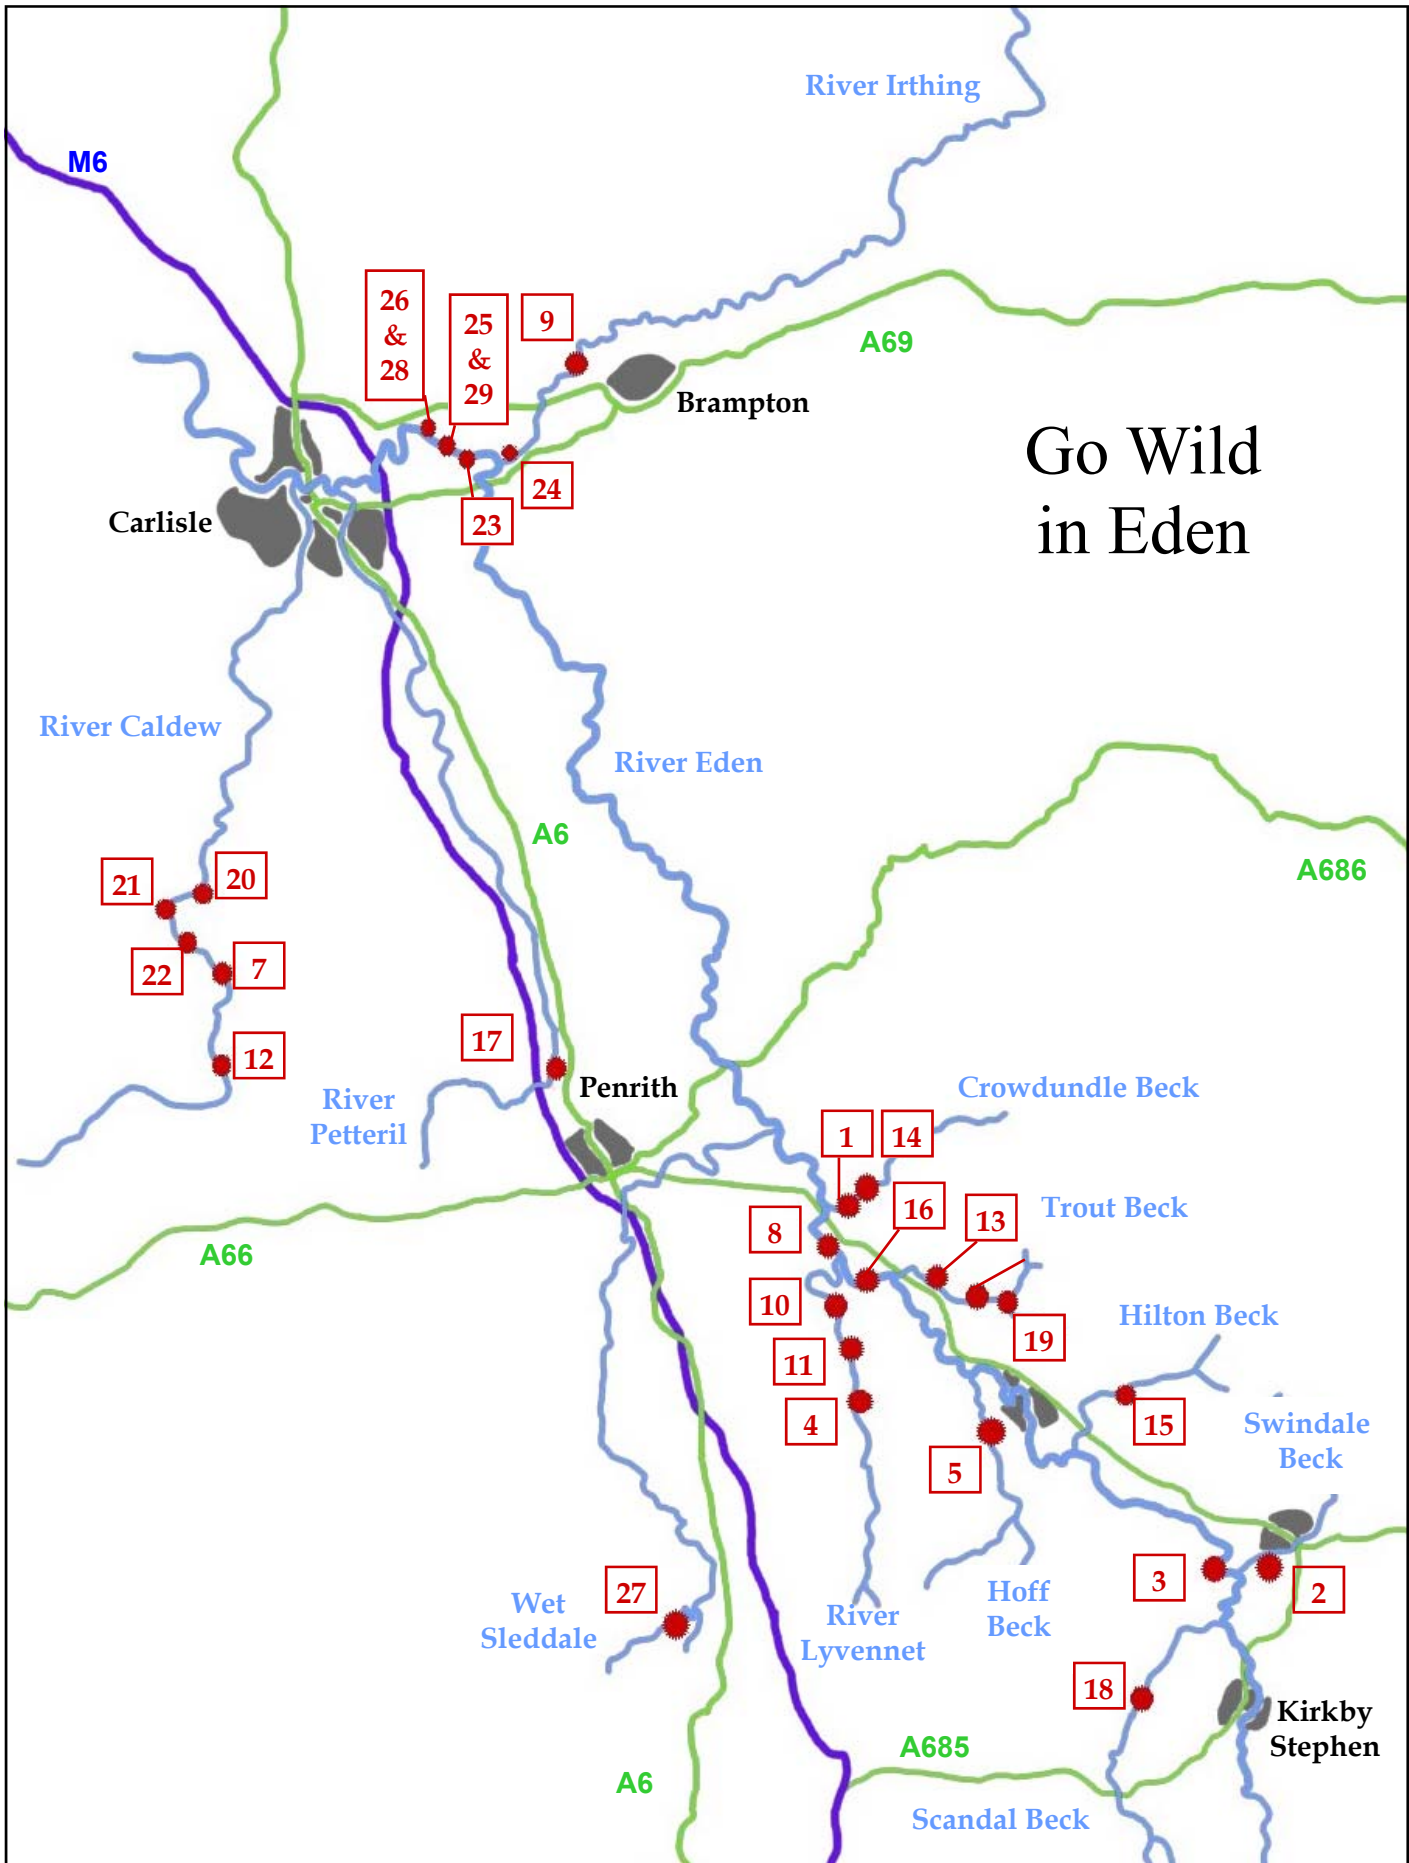 River Irthing
M6
26
&
28
25
&
29
9
A69
Brampton
Go Wild
in Eden
24
23
Carlisle
River Caldew
River Eden
A6
A686
21
20
22
7
17
12
Penrith
River
Petteril
Crowdundle Beck
1
14
16
13
Trout Beck
8
A66
10
Hilton Beck
19
11
4
15
Swindale
Beck
5
3
2
27
Wet
Sleddale
Hoff
Beck
River
Lyvennet
18
Kirkby
Stephen
A685
A6
Scandal Beck